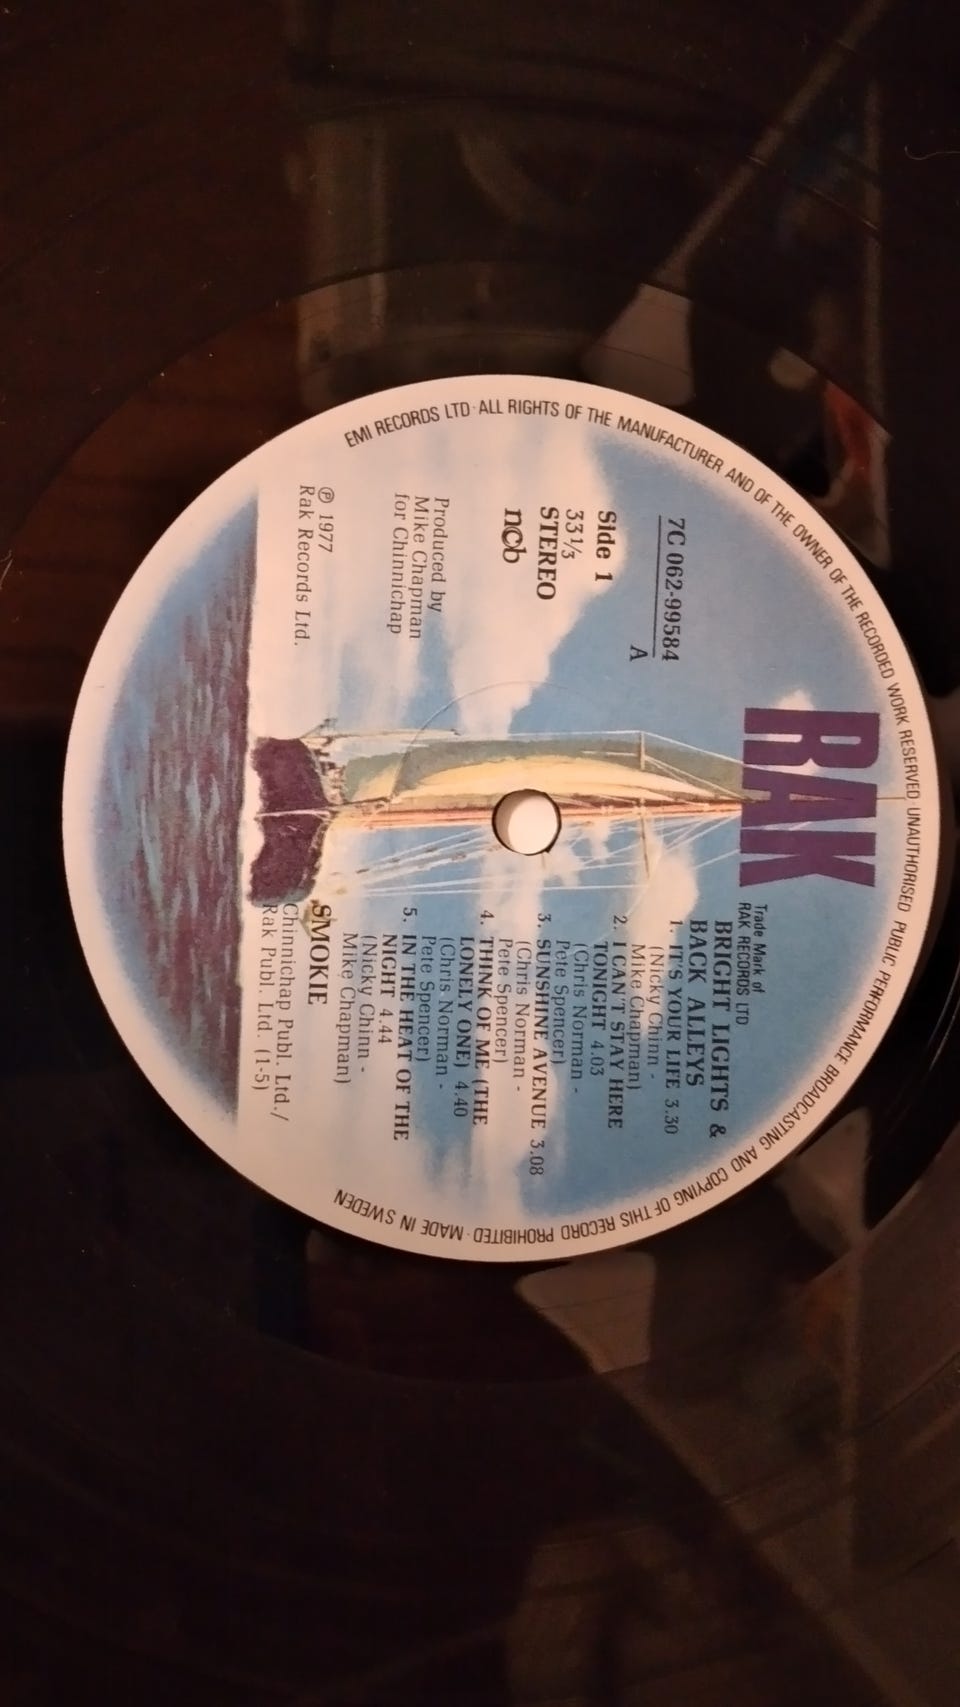 EMI RECORDS LTD · ALL RIGHTS OF THE MANUFACTURER AND OF THE OWNER OF THE RECORDED WORK RESERVED UNAUTHORISED PUBLIC PERFORMANCE BROADCASTING AND COPYING OF THIS RECORD PROHIBITED · MADE IN SWEDEN
RAK
Trade Mark of
RAK RECORDS LTD
7C 062-99584
A
Side 1
33 1/3
STEREO
ncb
Produced by
Mike Chapman
for Chinnichap
℗ 1977
Rak Records Ltd.
BRIGHT LIGHTS &
BACK ALLEYS
1. IT'S YOUR LIFE 3.30
(Nicky Chinn -
Mike Chapman)
2. I CAN'T STAY HERE
TONIGHT 4.03
(Chris Norman -
Pete Spencer)
3. SUNSHINE AVENUE 3.08
(Chris Norman -
Pete Spencer)
4. THINK OF ME (THE
LONELY ONE) 4.40
(Chris Norman -
Pete Spencer)
5. IN THE HEAT OF THE
NIGHT 4.44
(Nicky Chinn -
Mike Chapman)
SMOKIE
Chinnichap Publ. Ltd./
Rak Publ. Ltd. (1-5)